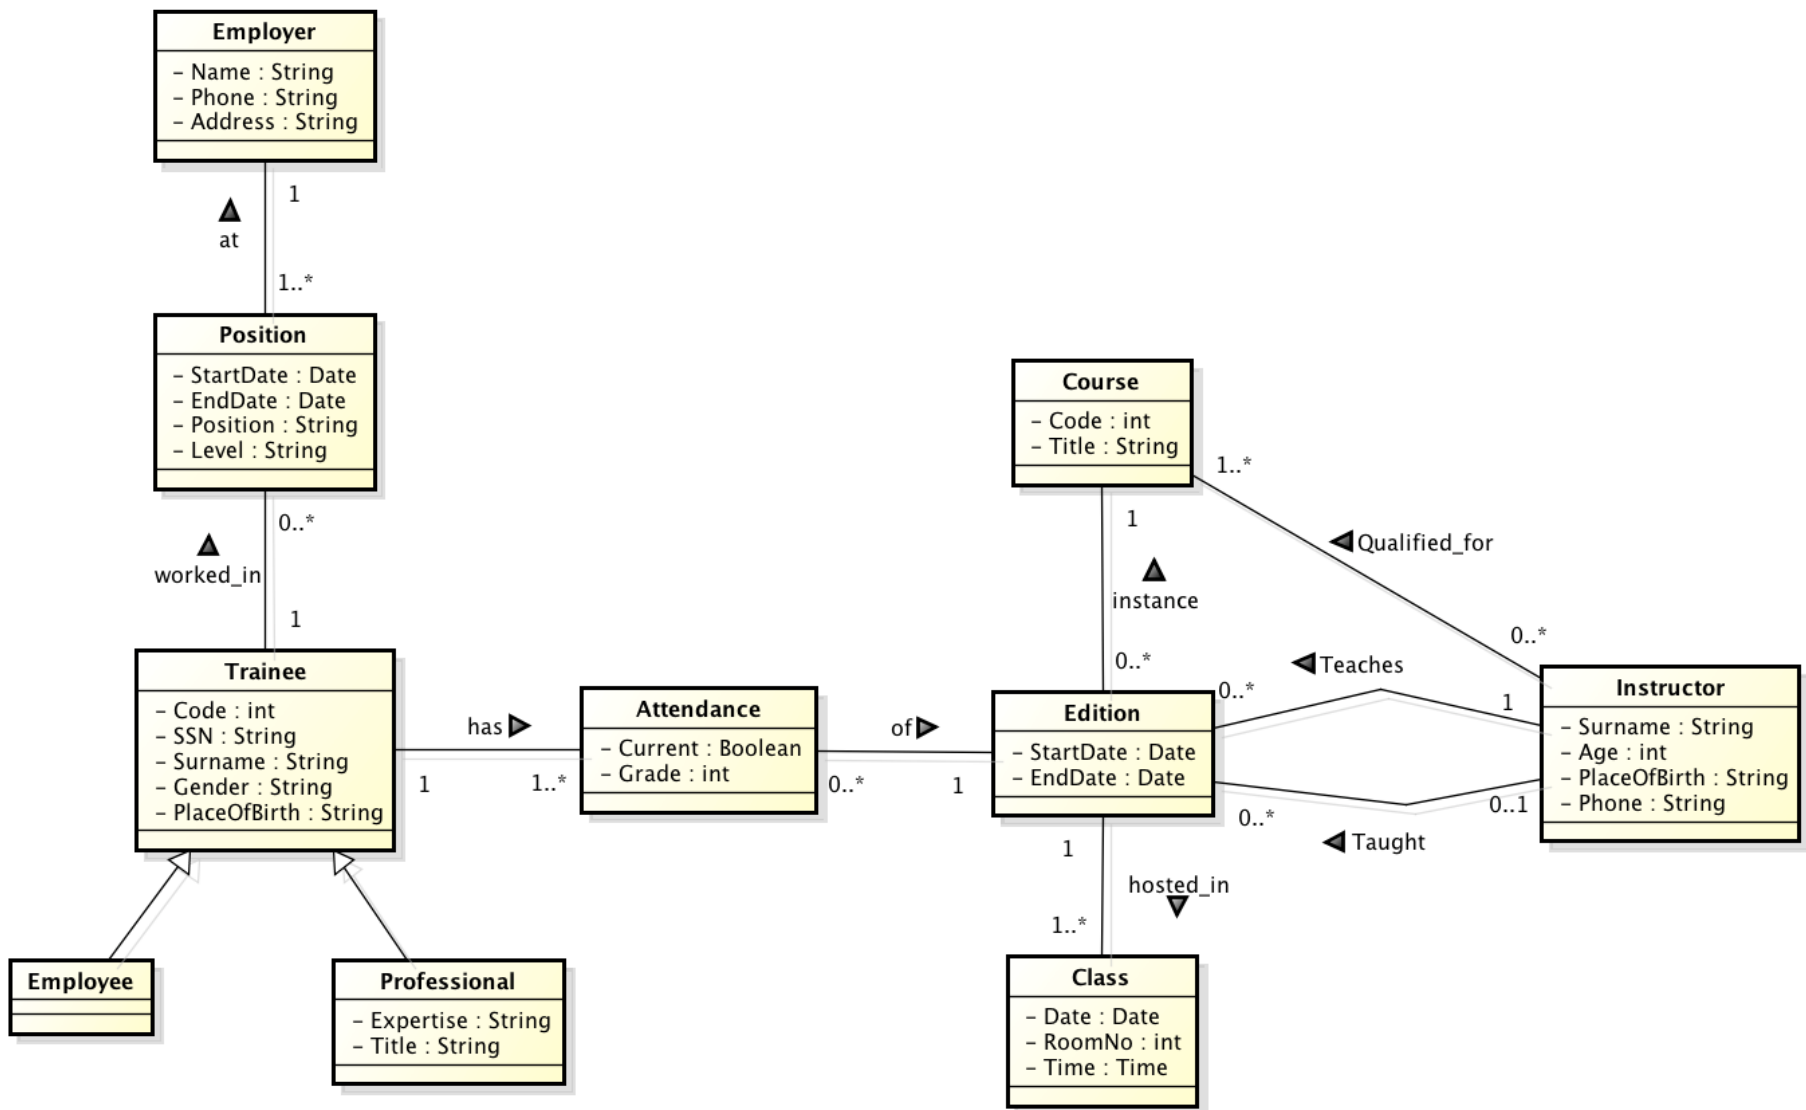 Employer
– Name : String
– Phone : String
– Address : String
1
at
1..*
Position
– StartDate : Date
– EndDate : Date
– Position : String
– Level : String
0..*
worked_in
1
Trainee
– Code : int
– SSN : String
– Surname : String
– Gender : String
– PlaceOfBirth : String
has
1
1..*
Attendance
– Current : Boolean
– Grade : int
of
0..*
1
Course
– Code : int
– Title : String
1..*
1
Qualified_for
instance
0..*
0..*
Teaches
0..*
1
Edition
– StartDate : Date
– EndDate : Date
Instructor
– Surname : String
– Age : int
– PlaceOfBirth : String
– Phone : String
0..1
0..*
Taught
1
hosted_in
1..*
Employee
Professional
– Expertise : String
– Title : String
Class
– Date : Date
– RoomNo : int
– Time : Time